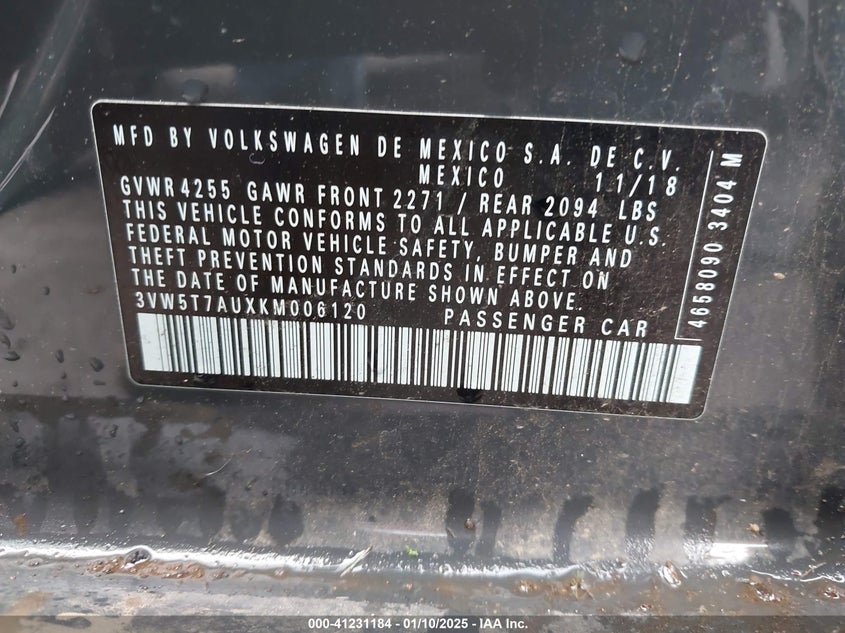 MFD BY VOLKSWAGEN DE MEXICO S.A. DE C.V.
MEXICO 11/18
GVWR 4255 GAWR FRONT 2271 / REAR 2094 LBS
THIS VEHICLE CONFORMS TO ALL APPLICABLE U.S.
FEDERAL MOTOR VEHICLE SAFETY, BUMPER AND
THEFT PREVENTION STANDARDS IN EFFECT ON
THE DATE OF MANUFACTURE SHOWN ABOVE.
3VW5T7AUXKM006120 PASSENGER CAR
4658090 3404 M
000-41231184 - 01/10/2025 - IAA Inc.